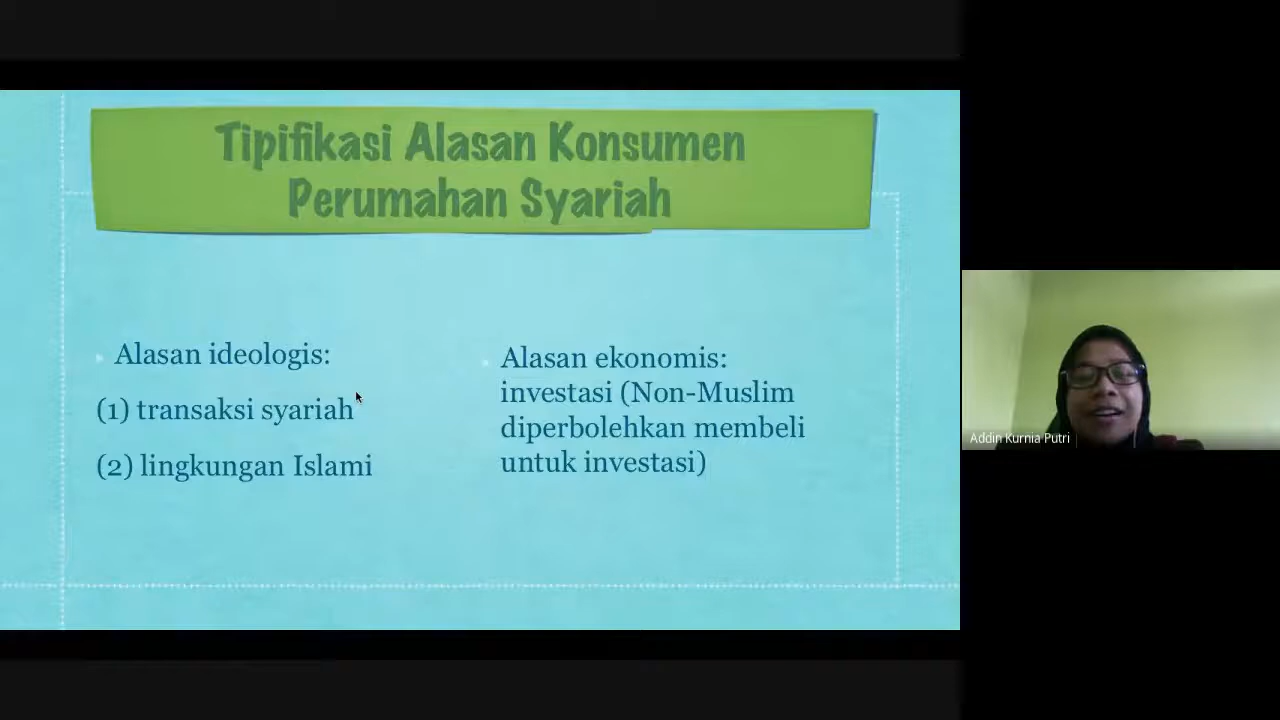 Tipifikasi Alasan Konsumen
Perumahan Syariah
Alasan ideologis:
(1) transaksi syariah
(2) lingkungan Islami
Alasan ekonomis:
investasi (Non-Muslim
diperbolehkan membeli
untuk investasi)
Addin Kurnia Putri